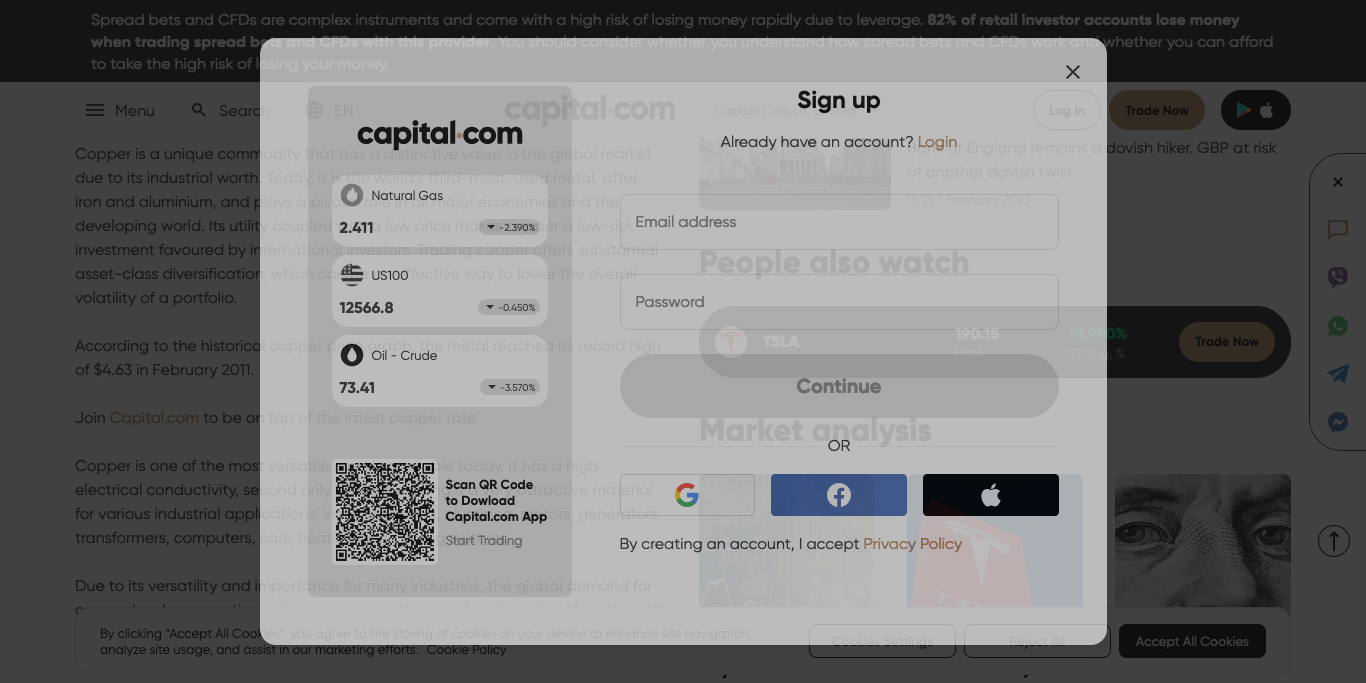 Spread bets and CFDs are complex instruments and come with a high risk of losing money rapidly due to leverage. 82% of retail investor accounts lose money
when trading spread bets and CFDs with this provider. You should consider whether you understand how spread bets and CFDs work and whether you can afford
to take the high risk of losing your money.
Menu
Search
EN
capital.com
Capital Com
Log In
Trade Now
Sign up
Already have an account? Login
capital.com
Natural Gas
2.411
-2.390%
US100
12566.8
-0.450%
Oil - Crude
73.41
-3.570%
Scan QR Code
to Dowload
Capital.com App
Start Trading
Email address
Password
Continue
OR
By creating an account, I accept Privacy Policy
Copper is a unique commodity that has a distinctive value in the global market
due to its industrial worth. Today, it is the world's third-most-used metal, after
iron and aluminium, and plays a pivotal role in all major economies and the
developing world. Its utility coupled a low price a low-risk
investment favoured by international investors. Trading copper offers substantial
asset-class diversification, which effective way to lower the overall
volatility of a portfolio.
According to the historical copper graph, the metal reached its record high
of $4.63 in February 2011.
Join Capital.com to be on of the latest copper rate.
Copper is one of the most versatile today. It has a high
electrical conductivity, second only attractive material
for various industrial applications, generators,
transformers, computers, cars,
Due to its versatility and importance for many industries, the global demand for
Bank of England remains a dovish hiker. GBP at risk
of another dovish twist
16:13, 1 February 2023
People also watch
TSLA
190.15
Price
+2.990%
1D Chg, %
Trade Now
Market analysis
By clicking "Accept All Cookies", you agree to the storing of cookies on your device to enhance site navigation,
analyze site usage, and assist in our marketing efforts. Cookie Policy
Cookies Settings
Reject All
Accept All Cookies